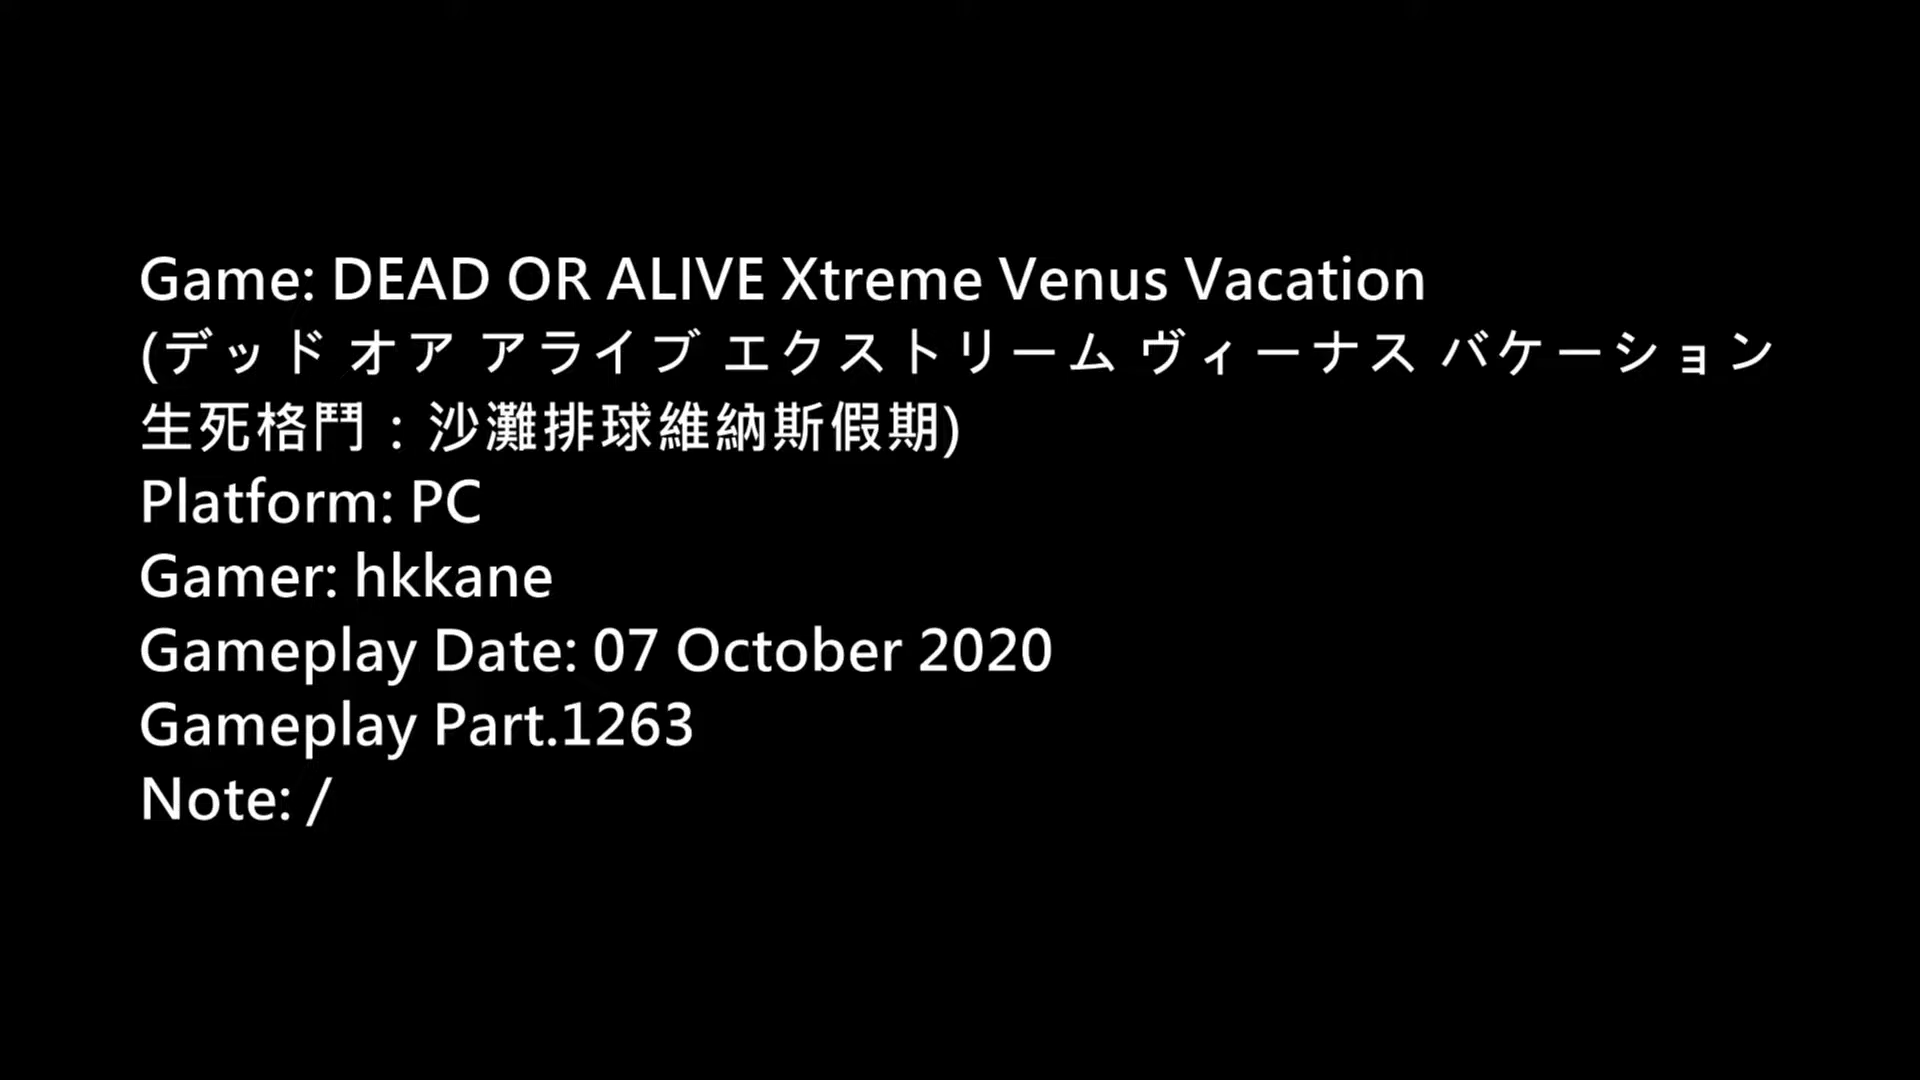 Game: DEAD OR ALIVE Xtreme Venus Vacation
(デッド オア アライブ エクストリーム ヴィーナス バケーション
生死格鬥：沙灘排球維納斯假期)
Platform: PC
Gamer: hkkane
Gameplay Date: 07 October 2020
Gameplay Part.1263
Note: /